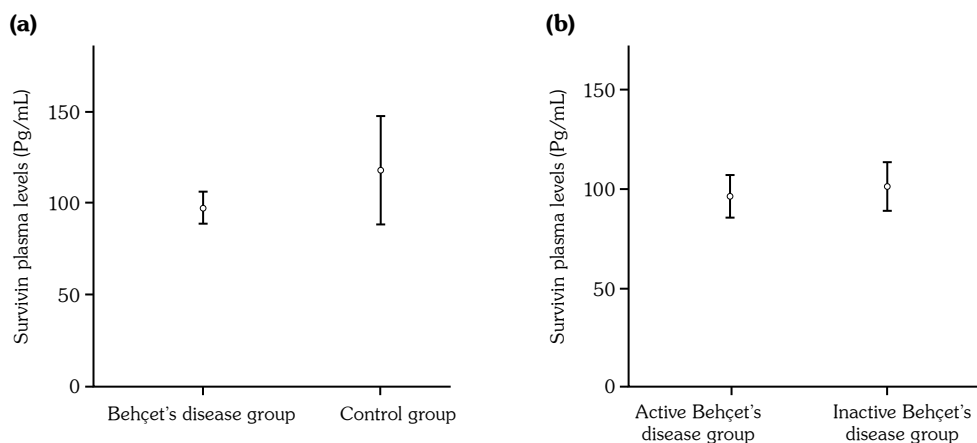 (a)
Survivin plasma levels (Pg/mL)
150
100
50
0
Behçet's disease group
Control group
(b)
Survivin plasma levels (Pg/mL)
150
100
50
0
Active Behçet's
disease group
Inactive Behçet's
disease group